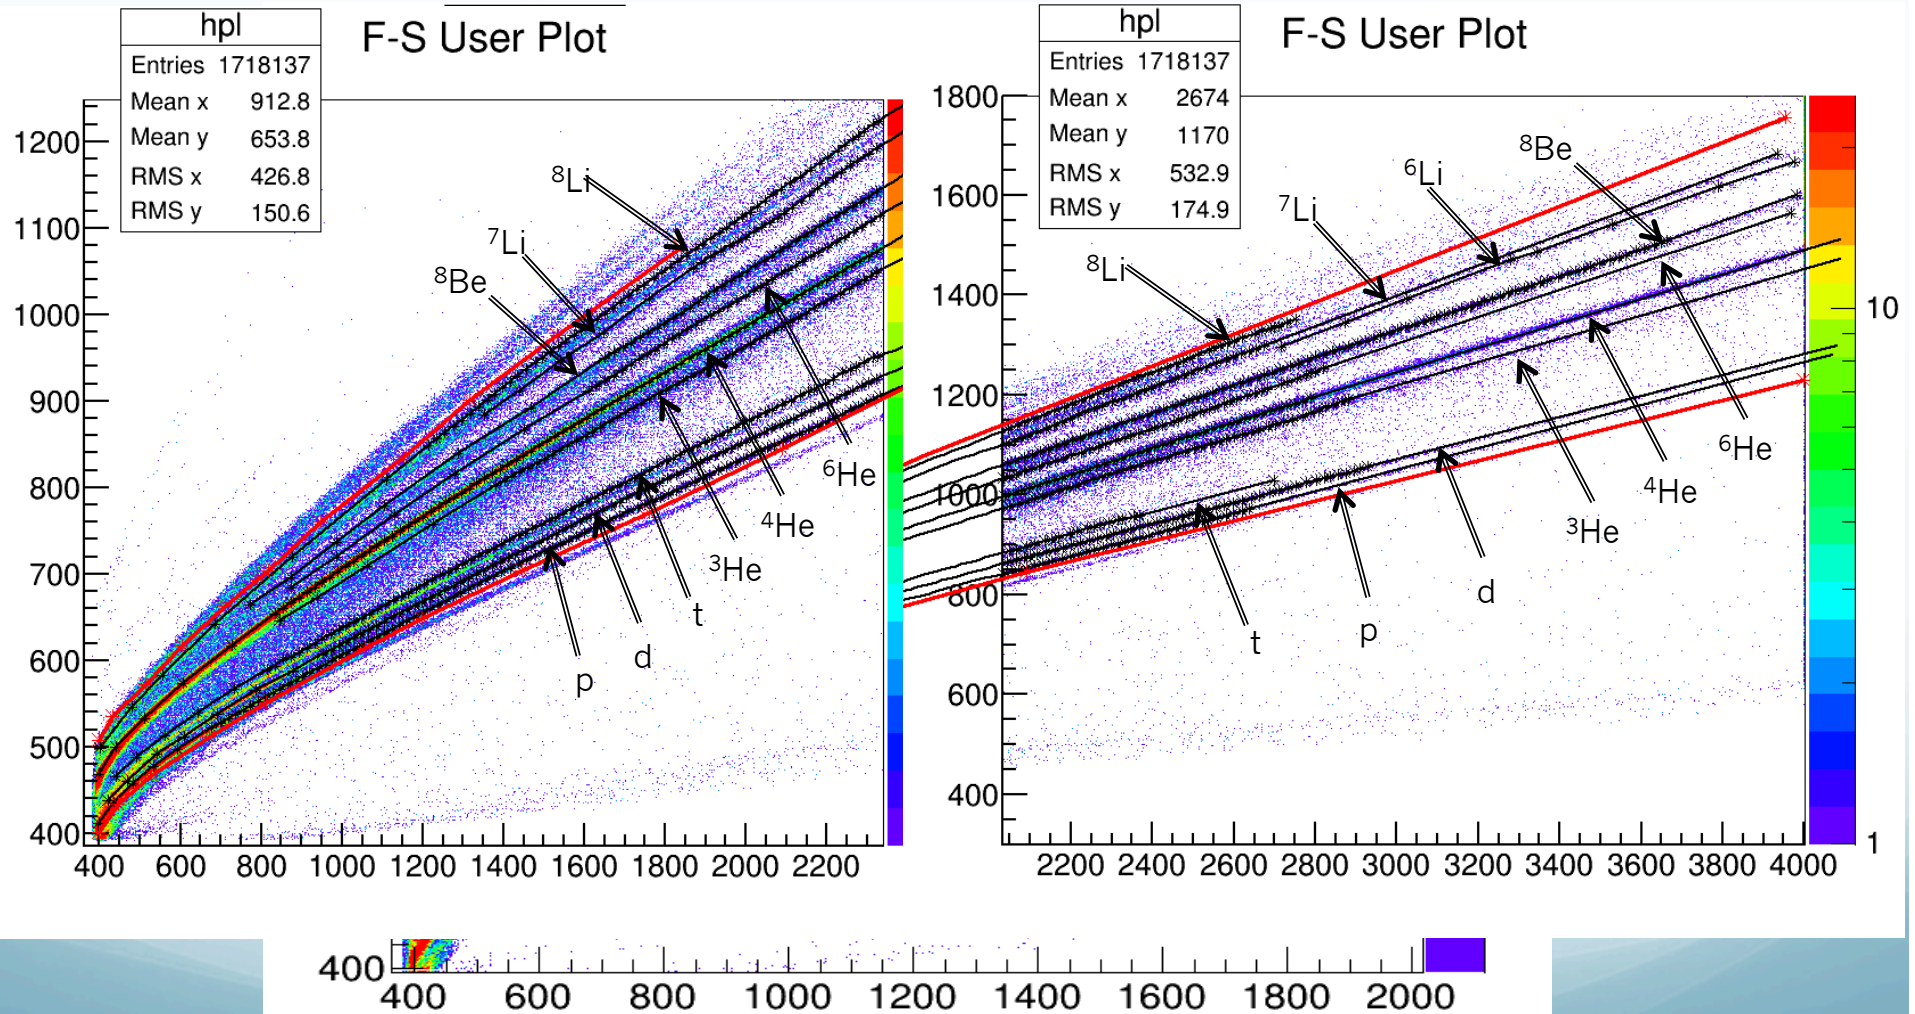 hpl
Entries 1718137
Mean x 912.8
Mean y 653.8
RMS x 426.8
RMS y 150.6
F-S User Plot
1200
1100
1000
900
800
700
600
500
400
400 600 800 1000 1200 1400 1600 1800 2000 2200
⁸Li
⁷Li
⁸Be
⁶He
⁴He
³He
t
d
p
hpl
Entries 1718137
Mean x 2674
Mean y 1170
RMS x 532.9
RMS y 174.9
F-S User Plot
1800
1600
1400
1200
1000
800
600
400
2200 2400 2600 2800 3000 3200 3400 3600 3800 4000
⁸Be
⁶Li
⁷Li
⁸Li
⁶He
⁴He
³He
d
p
t
10
1
400
400 600 800 1000 1200 1400 1600 1800 2000